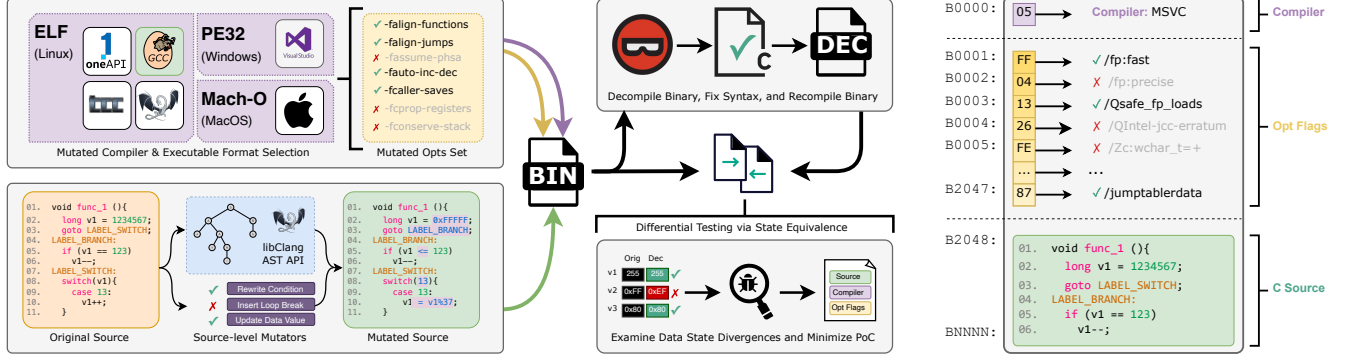 ELF
(Linux)
1
oneAPI
GCC
PE32
(Windows)
VisualStudio
Mach-O
(MacOS)
Mutated Compiler & Executable Format Selection
✓ -falign-functions
✓ -falign-jumps
✗ -fassume-phsa
✓ -fauto-inc-dec
✓ -fcaller-saves
✗ -fcprop-registers
✗ -fconserve-stack
Mutated Opts Set
01. void func_1 (){
02. long v1 = 1234567;
03. goto LABEL_SWITCH;
04. LABEL_BRANCH:
05. if (v1 == 123)
06. v1--;
07. LABEL_SWITCH:
08. switch(v1){
09. case 13:
10. v1++;
11. }
Original Source
libClang
AST API
✓ Rewrite Condition
✗ Insert Loop Break
✓ Update Data Value
Source-level Mutators
01. void func_1 (){
02. long v1 = 0xFFFFF;
03. goto LABEL_BRANCH;
04. LABEL_BRANCH:
05. if (v1 <= 123)
06. v1--;
07. LABEL_SWITCH:
08. switch(13){
09. case 13:
10. v1 = v1%37;
11. }
Mutated Source
BIN
C
DEC
Decompile Binary, Fix Syntax, and Recompile Binary
Differential Testing via State Equivalence
Orig Dec
v1 255 255 ✓
v2 0xFF 0xEF ✗
v3 0x80 0x80 ✓
Source
Compiler
Opt Flags
Examine Data State Divergences and Minimize PoC
B0000: 05 Compiler: MSVC
Compiler
B0001: FF ✓ /fp:fast
B0002: 04 ✗ /fp:precise
B0003: 13 ✓ /Qsafe_fp_loads
B0004: 26 ✗ /QIntel-jcc-erratum
B0005: FE ✗ /Zc:wchar_t=+
... ...
B2047: 87 ✓ /jumptablerdata
Opt Flags
B2048:
01. void func_1 (){
02. long v1 = 1234567;
03. goto LABEL_SWITCH;
04. LABEL_BRANCH:
05. if (v1 == 123)
06. v1--;
BNNNN:
C Source